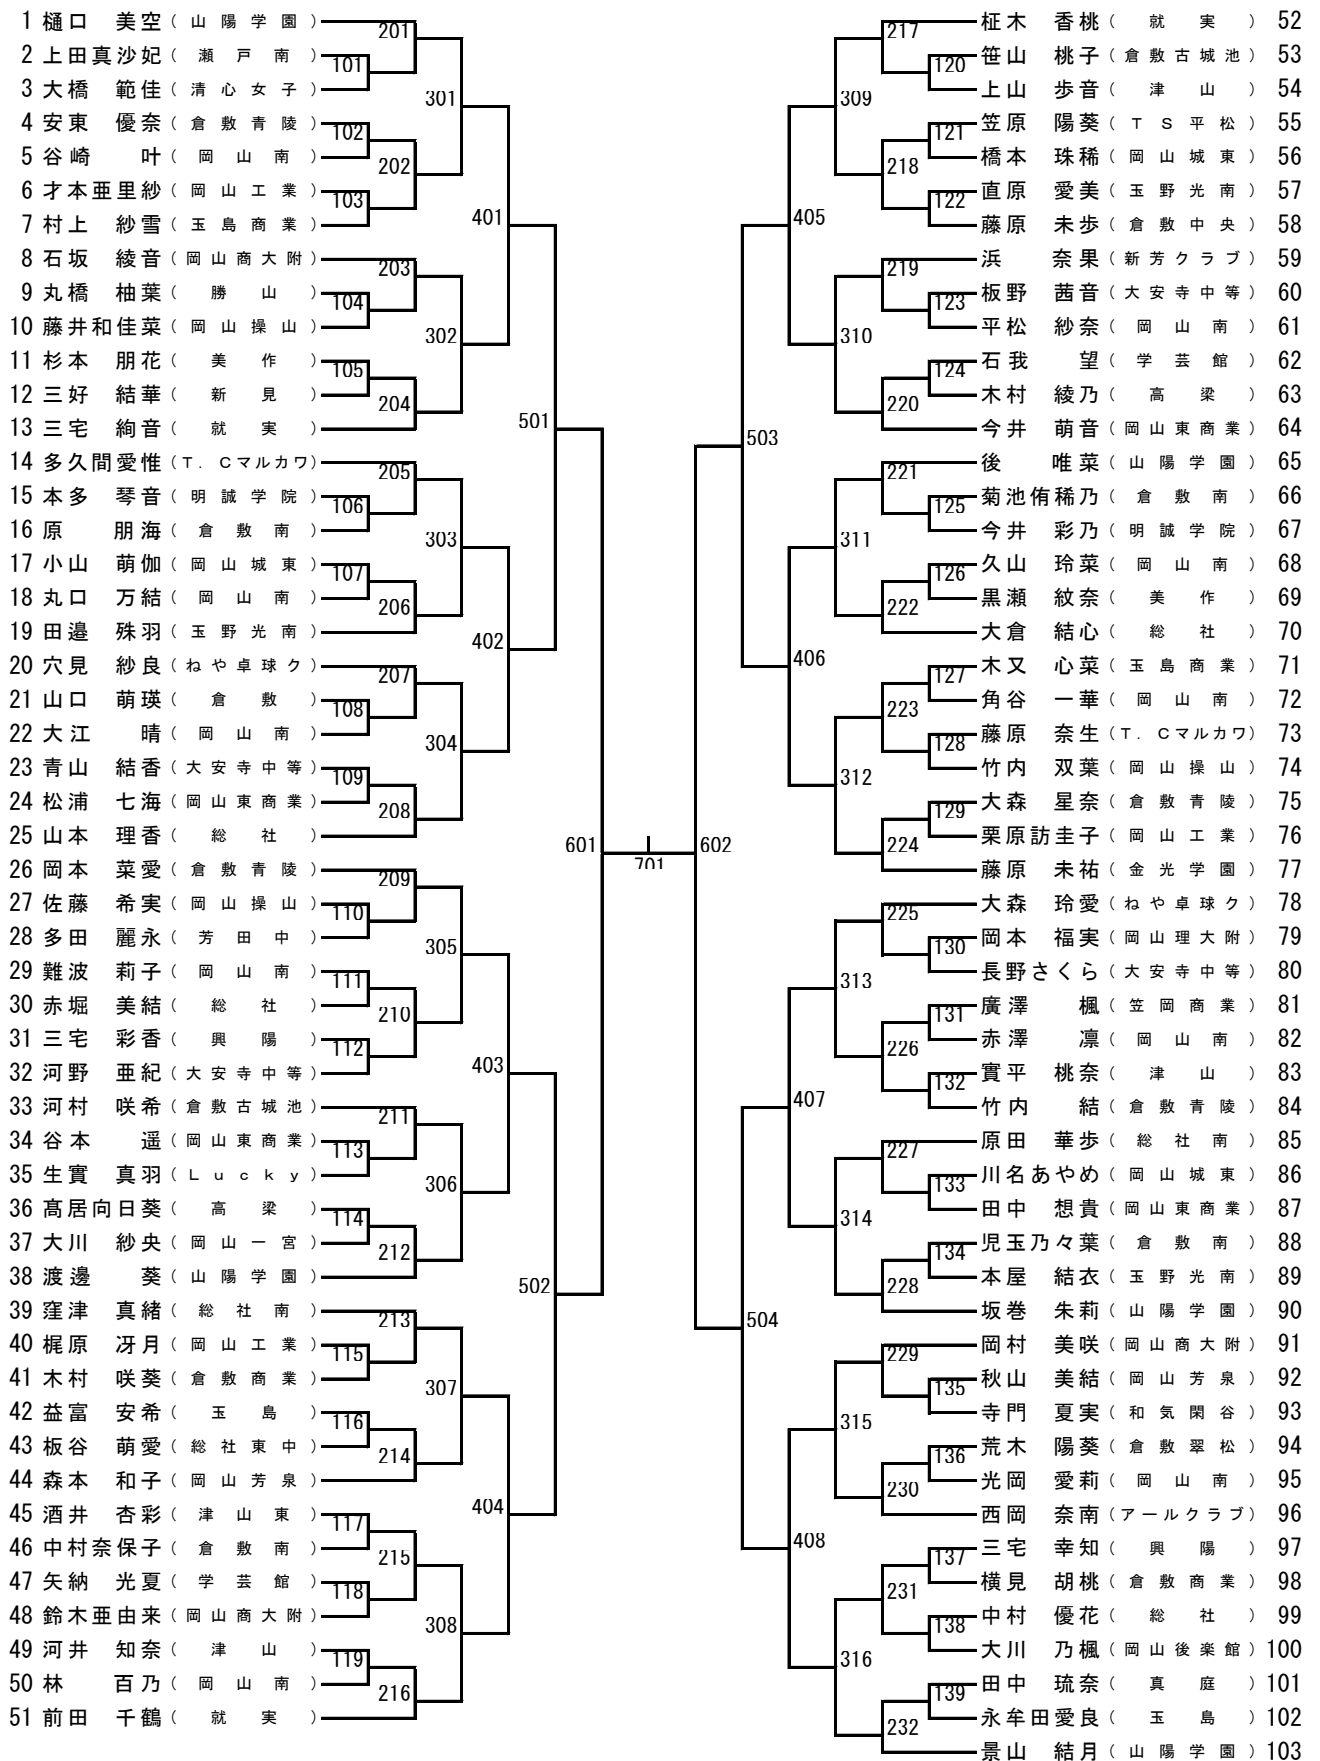 1 樋口 美空 (山陽学園)
2 上田真沙妃 (瀬戸南)
3 大橋 範佳 (清心女子)
4 安東 優奈 (倉敷青陵)
5 谷崎 叶 (岡山南)
6 才本亜里紗 (岡山工業)
7 村上 紗雪 (玉島商業)
8 石坂 綾音 (岡山商大附)
9 丸橋 柚葉 (勝山)
10 藤井和佳菜 (岡山操山)
11 杉本 朋花 (美作)
12 三好 結華 (新見)
13 三宅 絢音 (就実)
14 多久間愛惟 (T.Cマルカワ)
15 本多 琴音 (明誠学院)
16 原 朋海 (倉敷南)
17 小山 萌伽 (岡山城東)
18 丸口 万結 (岡山南)
19 田邉 殊羽 (玉野光南)
20 穴見 紗良 (ねや卓球ク)
21 山口 萌瑛 (倉敷)
22 大江 晴 (岡山南)
23 青山 結香 (大安寺中等)
24 松浦 七海 (岡山東商業)
25 山本 理香 (総社)
26 岡本 菜愛 (倉敷青陵)
27 佐藤 希実 (岡山操山)
28 多田 麗永 (芳田中)
29 難波 莉子 (岡山南)
30 赤堀 美結 (総社)
31 三宅 彩香 (興陽)
32 河野 亜紀 (大安寺中等)
33 河村 咲希 (倉敷古城池)
34 谷本 遥 (岡山東商業)
35 生實 真羽 (Lucky)
36 髙居向日葵 (高梁)
37 大川 紗央 (岡山一宮)
38 渡邊 葵 (山陽学園)
39 窪津 真緒 (総社南)
40 梶原 冴月 (岡山工業)
41 木村 咲葵 (倉敷商業)
42 益富 安希 (玉島)
43 板谷 萌愛 (総社東中)
44 森本 和子 (岡山芳泉)
45 酒井 杏彩 (津山東)
46 中村奈保子 (倉敷南)
47 矢納 光夏 (学芸館)
48 鈴木亜由来 (岡山商大附)
49 河井 知奈 (津山)
50 林 百乃 (岡山南)
51 前田 千鶴 (就実)
101
102
103
104
105
106
107
108
109
110
111
112
113
114
115
116
117
118
119
201
202
203
204
205
206
207
208
209
210
211
212
213
214
215
216
301
302
303
304
305
306
307
308
401
402
403
404
501
502
601
701
602
503
504
405
406
407
408
309
310
311
312
313
314
315
316
217
218
219
220
221
222
223
224
225
226
227
228
229
230
231
232
120
121
122
123
124
125
126
127
128
129
130
131
132
133
134
135
136
137
138
139
柾木 香桃 (就実) 52
笹山 桃子 (倉敷古城池) 53
上山 歩音 (津山) 54
笠原 陽葵 (TS平松) 55
橋本 珠稀 (岡山城東) 56
直原 愛美 (玉野光南) 57
藤原 未歩 (倉敷中央) 58
浜 奈果 (新芳クラブ) 59
板野 茜音 (大安寺中等) 60
平松 紗奈 (岡山南) 61
石我 望 (学芸館) 62
木村 綾乃 (高梁) 63
今井 萌音 (岡山東商業) 64
後 唯菜 (山陽学園) 65
菊池侑稀乃 (倉敷南) 66
今井 彩乃 (明誠学院) 67
久山 玲菜 (岡山南) 68
黒瀬 紋奈 (美作) 69
大倉 結心 (総社) 70
木又 心菜 (玉島商業) 71
角谷 一華 (岡山南) 72
藤原 奈生 (T.Cマルカワ) 73
竹内 双葉 (岡山操山) 74
大森 星奈 (倉敷青陵) 75
栗原訪圭子 (岡山工業) 76
藤原 未祐 (金光学園) 77
大森 玲愛 (ねや卓球ク) 78
岡本 福実 (岡山理大附) 79
長野さくら (大安寺中等) 80
廣澤 楓 (笠岡商業) 81
赤澤 凛 (岡山南) 82
實平 桃奈 (津山) 83
竹内 結 (倉敷青陵) 84
原田 華歩 (総社南) 85
川名あやめ (岡山城東) 86
田中 想貴 (岡山東商業) 87
児玉乃々葉 (倉敷南) 88
本屋 結衣 (玉野光南) 89
坂巻 朱莉 (山陽学園) 90
岡村 美咲 (岡山商大附) 91
秋山 美結 (岡山芳泉) 92
寺門 夏実 (和気閑谷) 93
荒木 陽葵 (倉敷翠松) 94
光岡 愛莉 (岡山南) 95
西岡 奈南 (アールクラブ) 96
三宅 幸知 (興陽) 97
横見 胡桃 (倉敷商業) 98
中村 優花 (総社) 99
大川 乃楓 (岡山後楽館) 100
田中 琉奈 (真庭) 101
永牟田愛良 (玉島) 102
景山 結月 (山陽学園) 103